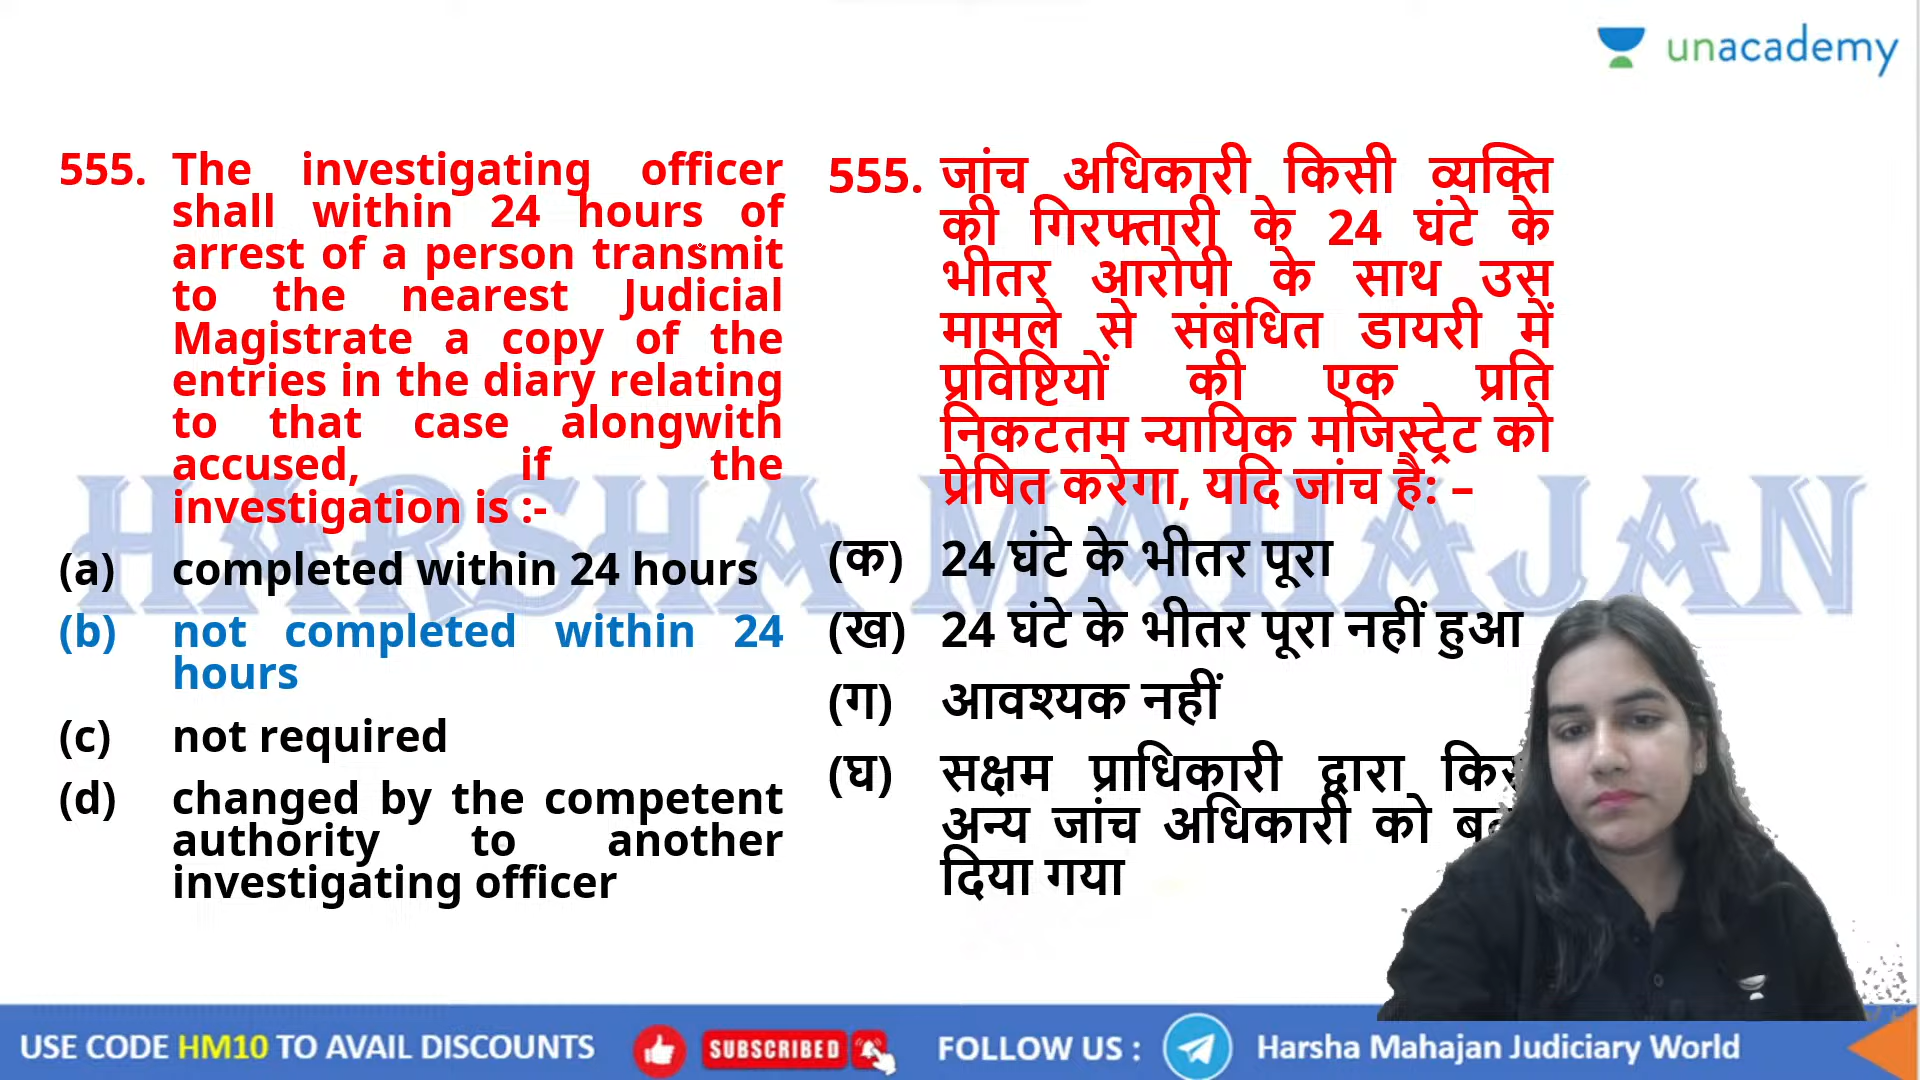 unacademy
555. The investigating officer
shall within 24 hours of
arrest of a person transmit
to the nearest Judicial
Magistrate a copy of the
entries in the diary relating
to that case alongwith
accused, if the
investigation is :-
(a) completed within 24 hours
(b) not completed within 24
hours
(c) not required
(d) changed by the competent
authority to another
investigating officer
555. जांच अधिकारी किसी व्यक्ति
की गिरफ्तारी के 24 घंटे के
भीतर आरोपी के साथ उस
मामले से संबंधित डायरी में
प्रविष्टियों की एक प्रति
निकटतम न्यायिक मजिस्ट्रेट को
प्रेषित करेगा, यदि जांच है: –
(क) 24 घंटे के भीतर पूरा
(ख) 24 घंटे के भीतर पूरा नहीं हुआ
(ग) आवश्यक नहीं
(घ) सक्षम प्राधिकारी द्वारा
अन्य जांच अधिकारी को
दिया गया
HARSHA MAHAJAN
USE CODE HM10 TO AVAIL DISCOUNTS
SUBSCRIBED
FOLLOW US :
Harsha Mahajan Judiciary World